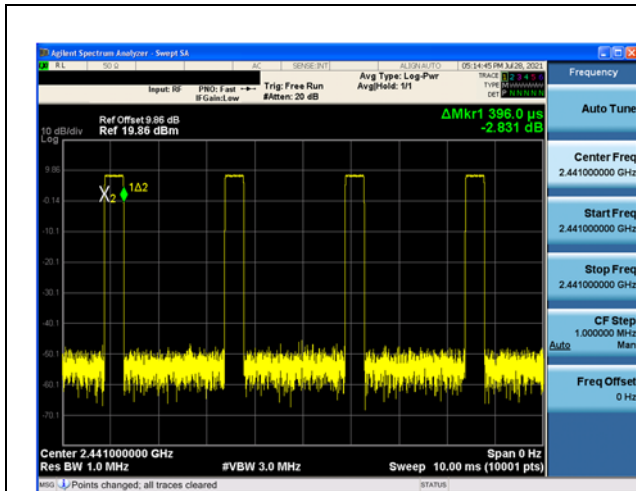 Agilent Spectrum Analyzer - Swept SA
RL 50 Ω AC SENSE:INT ALIGN AUTO 05:14:45 PM Jul 28, 2021
Input: RF PNO: Fast Trig: Free Run Avg Type: Log-Pwr TRACE 1 2 3 4 5 6
IFGain:Low #Atten: 20 dB Avg|Hold: 1/1 TYPE
DET P N N N N N
ΔMkr1 396.0 μs
-2.831 dB
Ref Offset 9.86 dB
10 dB/div Ref 19.86 dBm
Log
9.86
-0.14
-10.1
-20.1
-30.1
-40.1
-50.1
-60.1
-70.1
X2 1Δ2
Center 2.441000000 GHz Span 0 Hz
Res BW 1.0 MHz #VBW 3.0 MHz Sweep 10.00 ms (10001 pts)
MSG Points changed; all traces cleared STATUS
Frequency
Auto Tune
Center Freq
2.441000000 GHz
Start Freq
2.441000000 GHz
Stop Freq
2.441000000 GHz
CF Step
1.000000 MHz
Auto Man
Freq Offset
0 Hz